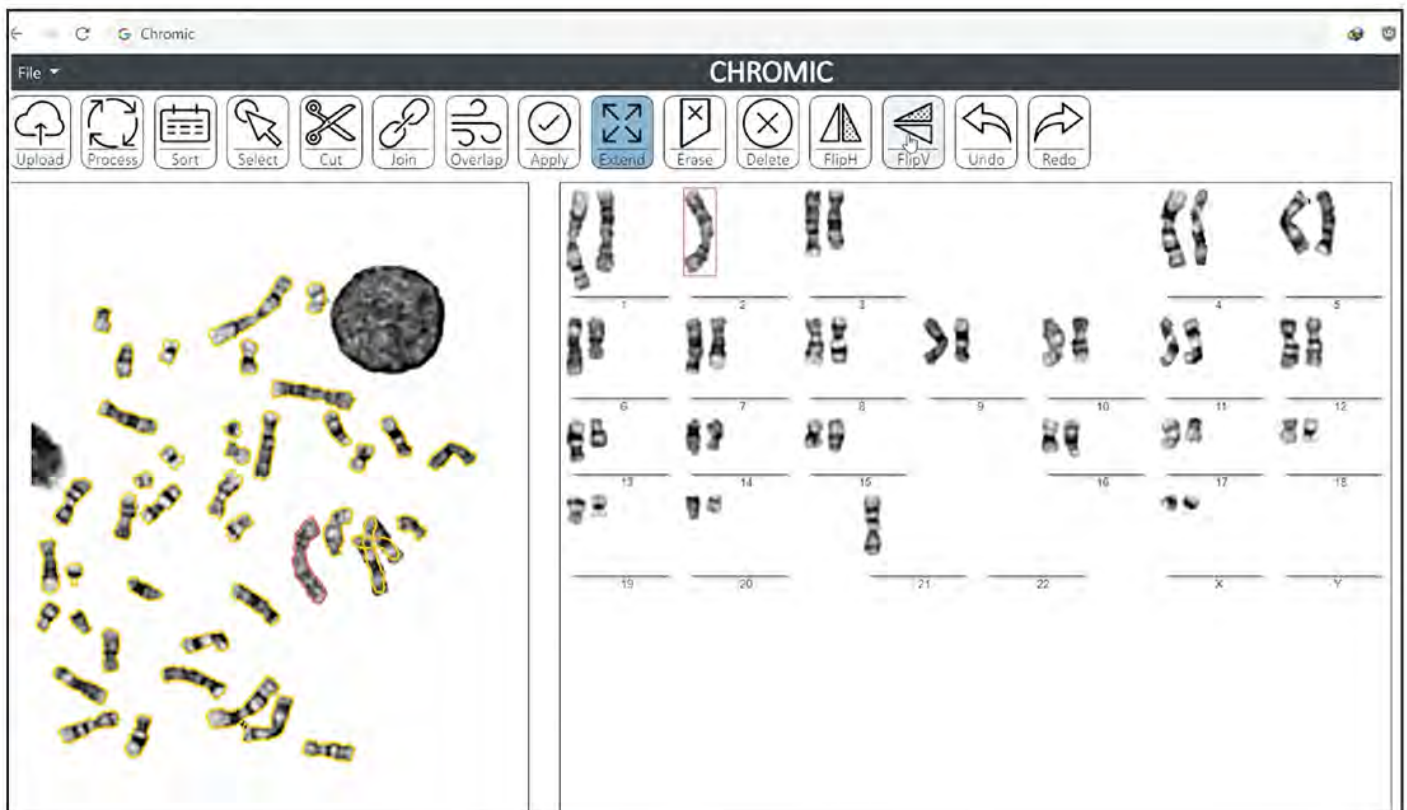 Chromic
File
CHROMIC
Upload Process Sort Select Cut Join Overlap Apply Extend Erase Delete FlipH FlipV Undo Redo
1 2 3 4 5
6 7 8 9 10 11 12
13 14 15 16 17 18
19 20 21 22 X Y